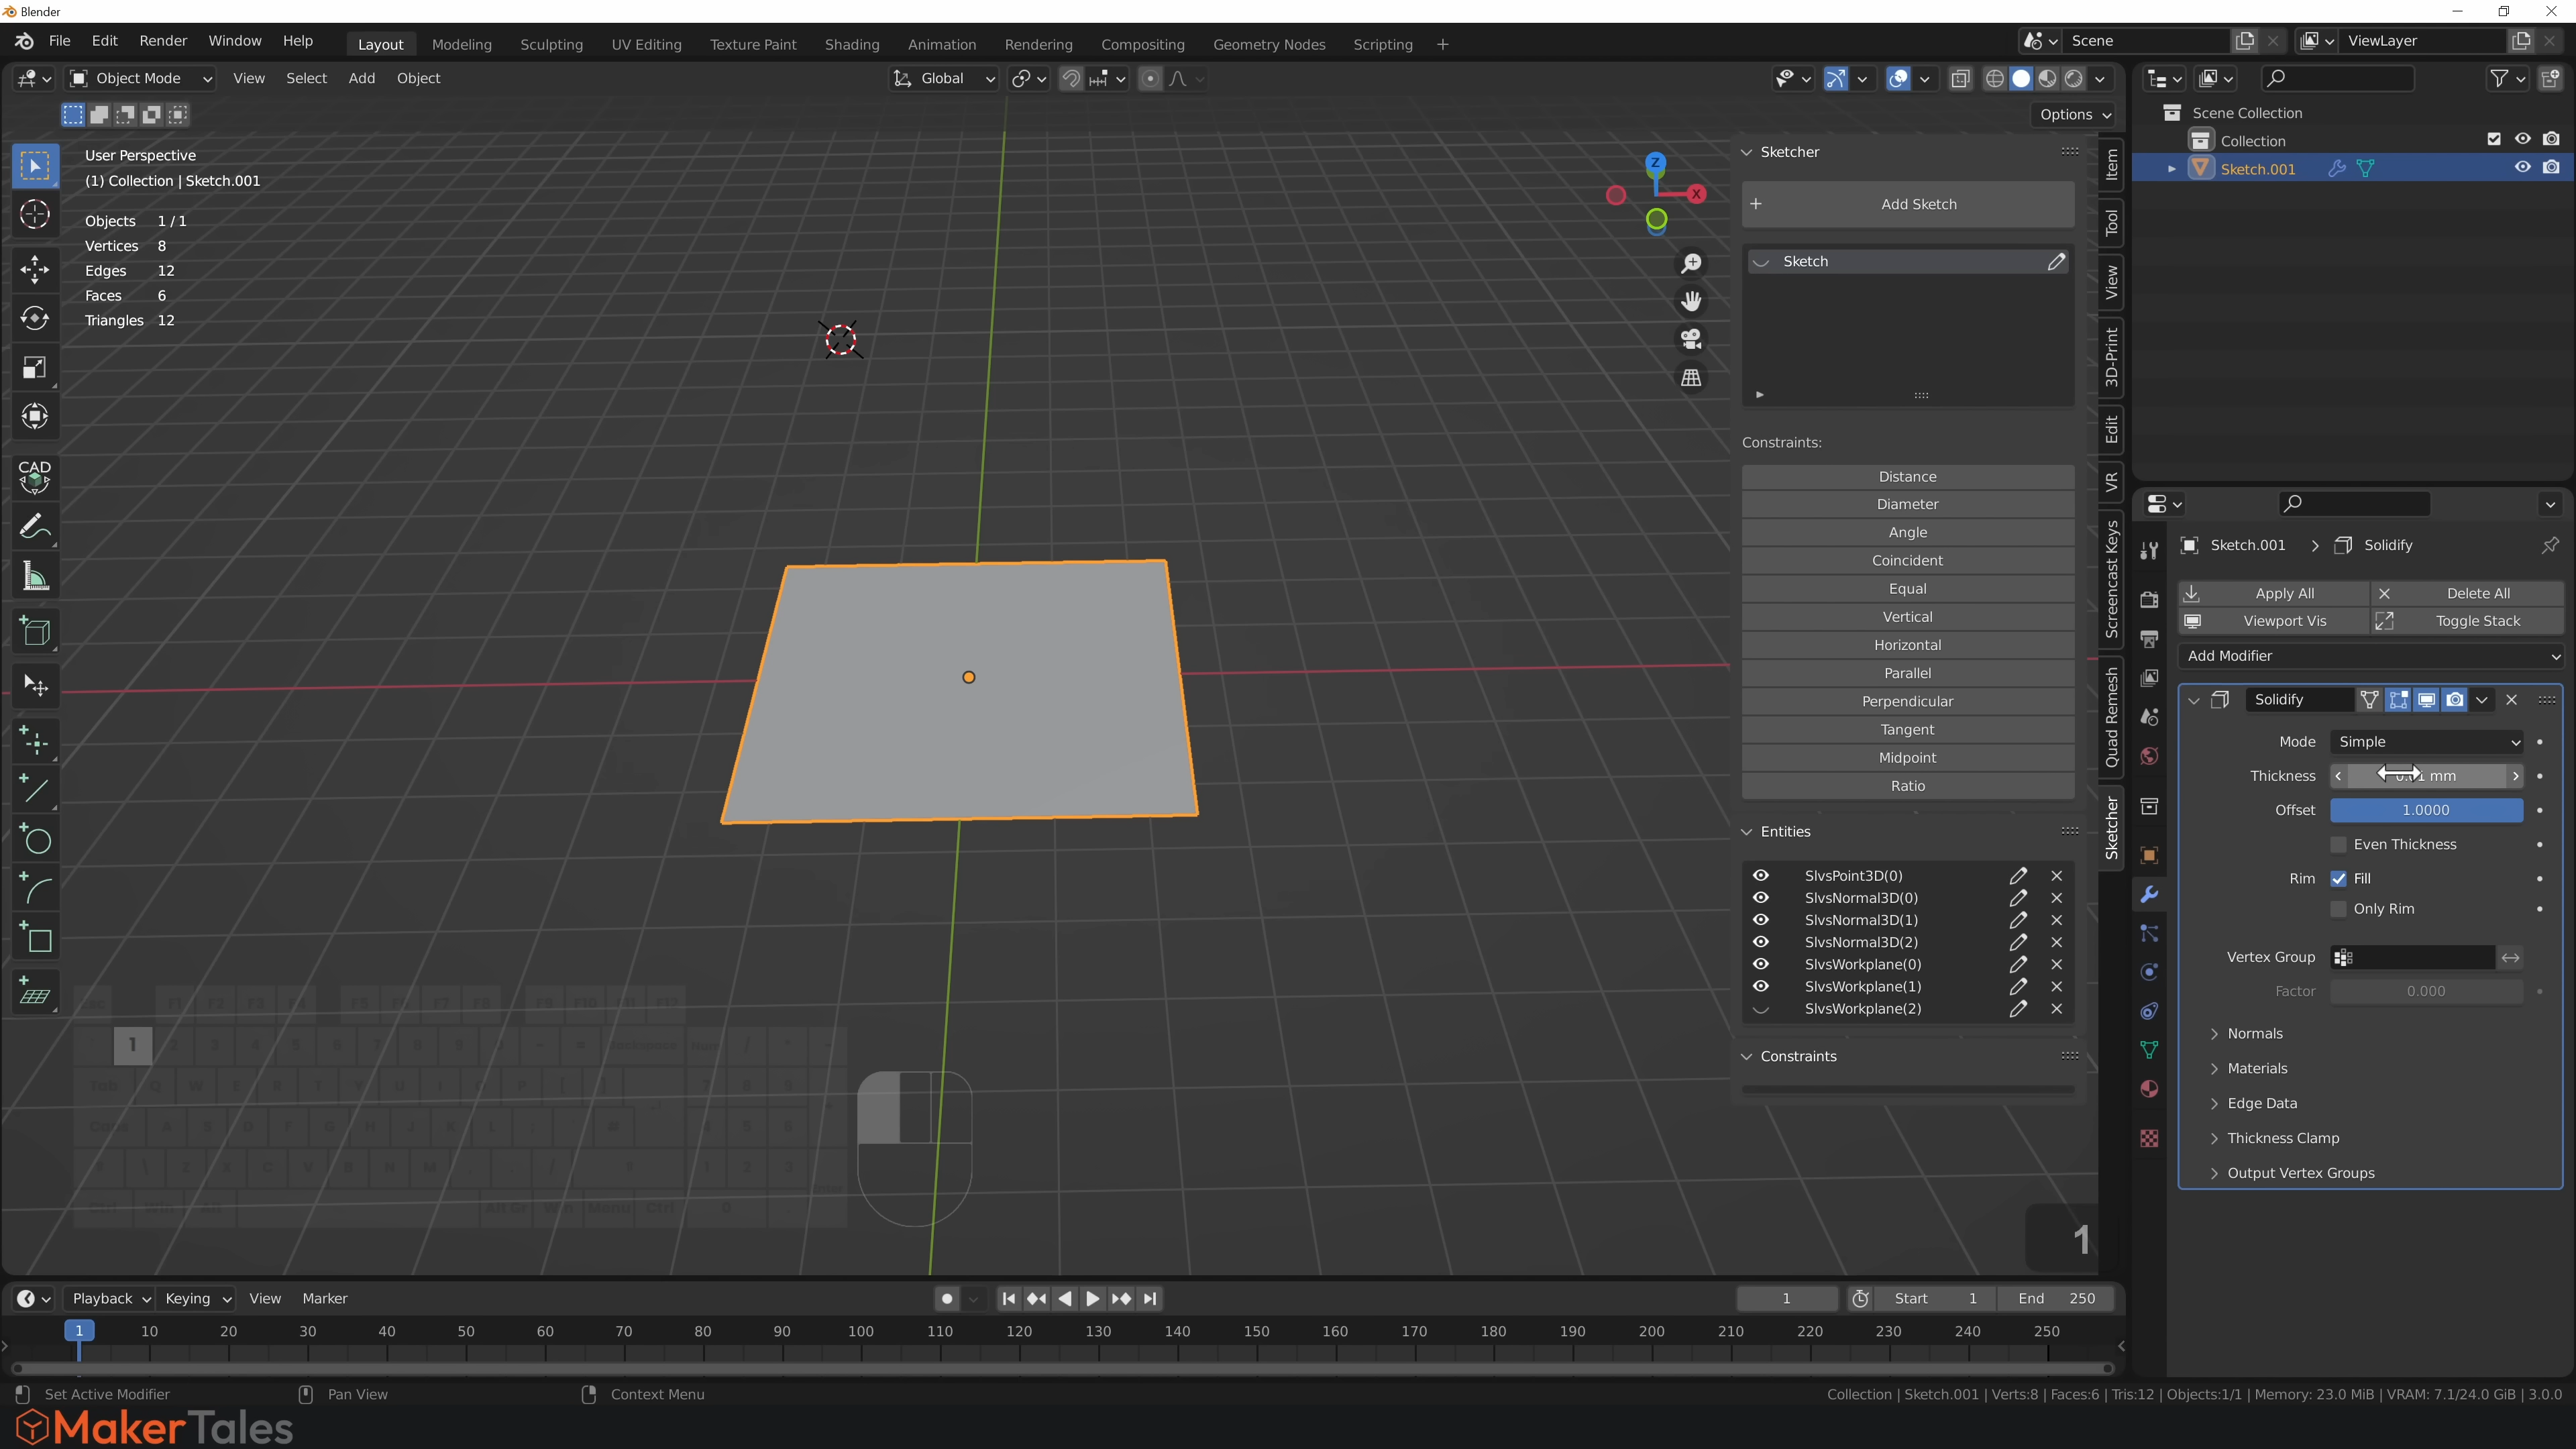 Blender
File Edit Render Window Help Layout Modeling Sculpting UV Editing Texture Paint Shading Animation Rendering Compositing Geometry Nodes Scripting + Scene ViewLayer
Object Mode View Select Add Object Global
Options
User Perspective
(1) Collection | Sketch.001
Objects 1 / 1
Vertices 8
Edges 12
Faces 6
Triangles 12
CAD
Z
X
Sketcher
Add Sketch
Sketch
Constraints:
Distance
Diameter
Angle
Coincident
Equal
Vertical
Horizontal
Parallel
Perpendicular
Tangent
Midpoint
Ratio
Entities
SlvsPoint3D(0)
SlvsNormal3D(0)
SlvsNormal3D(1)
SlvsNormal3D(2)
SlvsWorkplane(0)
SlvsWorkplane(1)
SlvsWorkplane(2)
Constraints
Item
Tool
View
3D-Print
Edit
VR
Screencast Keys
Quad Remesh
Sketcher
Scene Collection
Collection
Sketch.001
Sketch.001 > Solidify
Apply All Delete All
Viewport Vis Toggle Stack
Add Modifier
Solidify
Mode Simple
Thickness mm
Offset 1.0000
Even Thickness
Rim Fill
Only Rim
Vertex Group
Factor 0.000
Normals
Materials
Edge Data
Thickness Clamp
Output Vertex Groups
1
1
Playback Keying View Marker 1 Start 1 End 250
1 10 20 30 40 50 60 70 80 90 100 110 120 130 140 150 160 170 180 190 200 210 220 230 240 250
Set Active Modifier Pan View Context Menu Collection | Sketch.001 | Verts:8 | Faces:6 | Tris:12 | Objects:1/1 | Memory: 23.0 MiB | VRAM: 7.1/24.0 GiB | 3.0.0
MakerTales